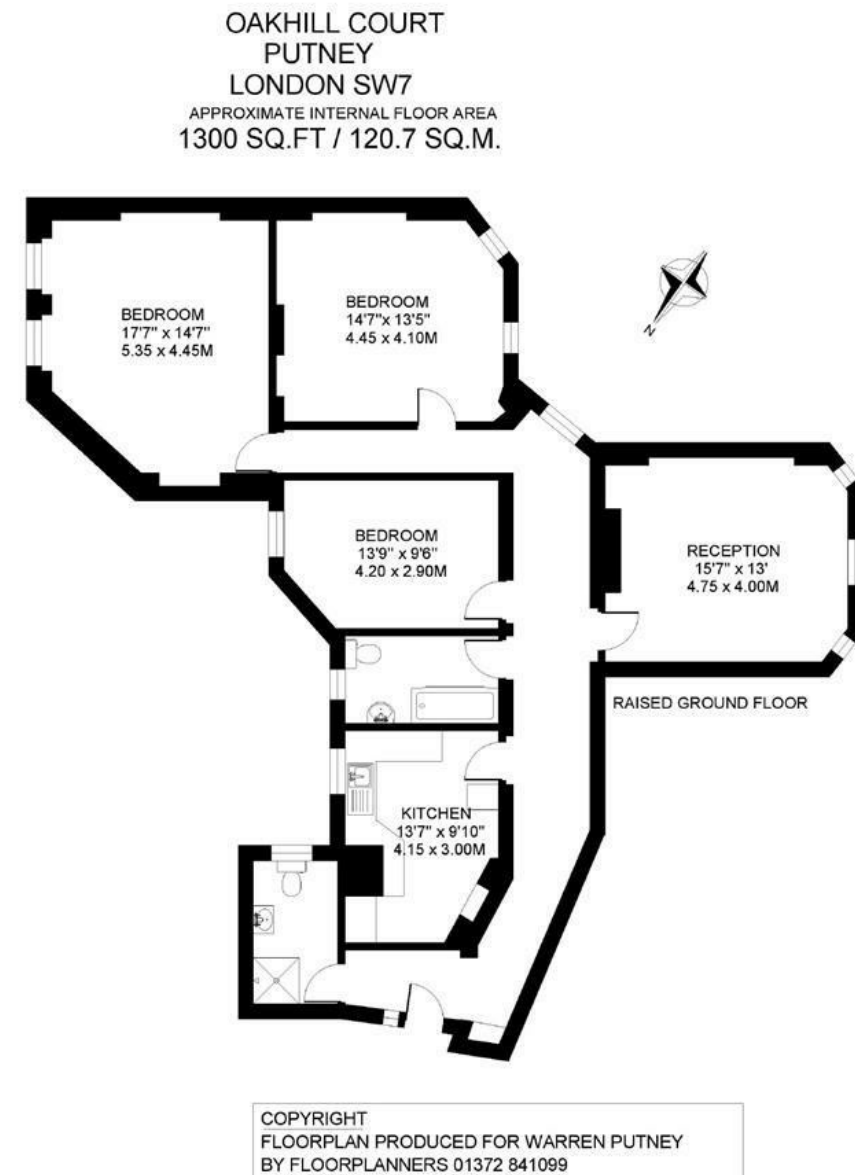 OAKHILL COURT
PUTNEY
LONDON SW7
APPROXIMATE INTERNAL FLOOR AREA
1300 SQ.FT / 120.7 SQ.M.
BEDROOM
17'7" x 14'7"
5.35 x 4.45M
BEDROOM
14'7"x 13'5"
4.45 x 4.10M
N
BEDROOM
13'9" x 9'6"
4.20 x 2.90M
RECEPTION
15'7" x 13'
4.75 x 4.00M
RAISED GROUND FLOOR
KITCHEN
13'7" x 9'10"
4.15 x 3.00M
COPYRIGHT
FLOORPLAN PRODUCED FOR WARREN PUTNEY
BY FLOORPLANNERS 01372 841099